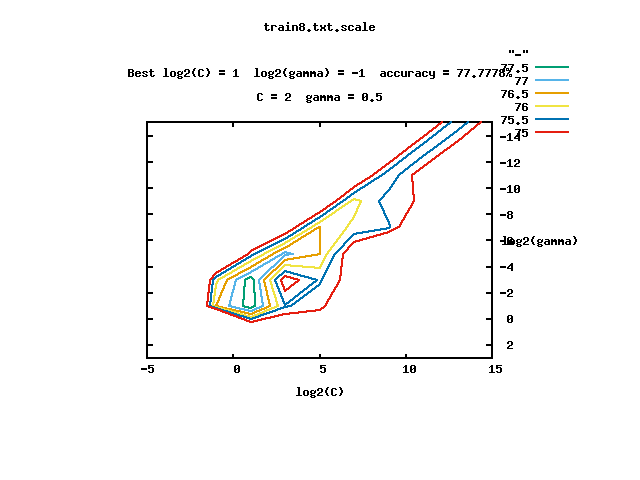 train8.txt.scale
"-"
Best log2(C) = 1  log2(gamma) = -1  accuracy = 77.7778%
77.5
77
C = 2  gamma = 0.5
76.5
76
75.5
75
-14
-12
-10
-8
-6
log2(gamma)
-4
-2
0
2
-5 0 5 10 15
log2(C)